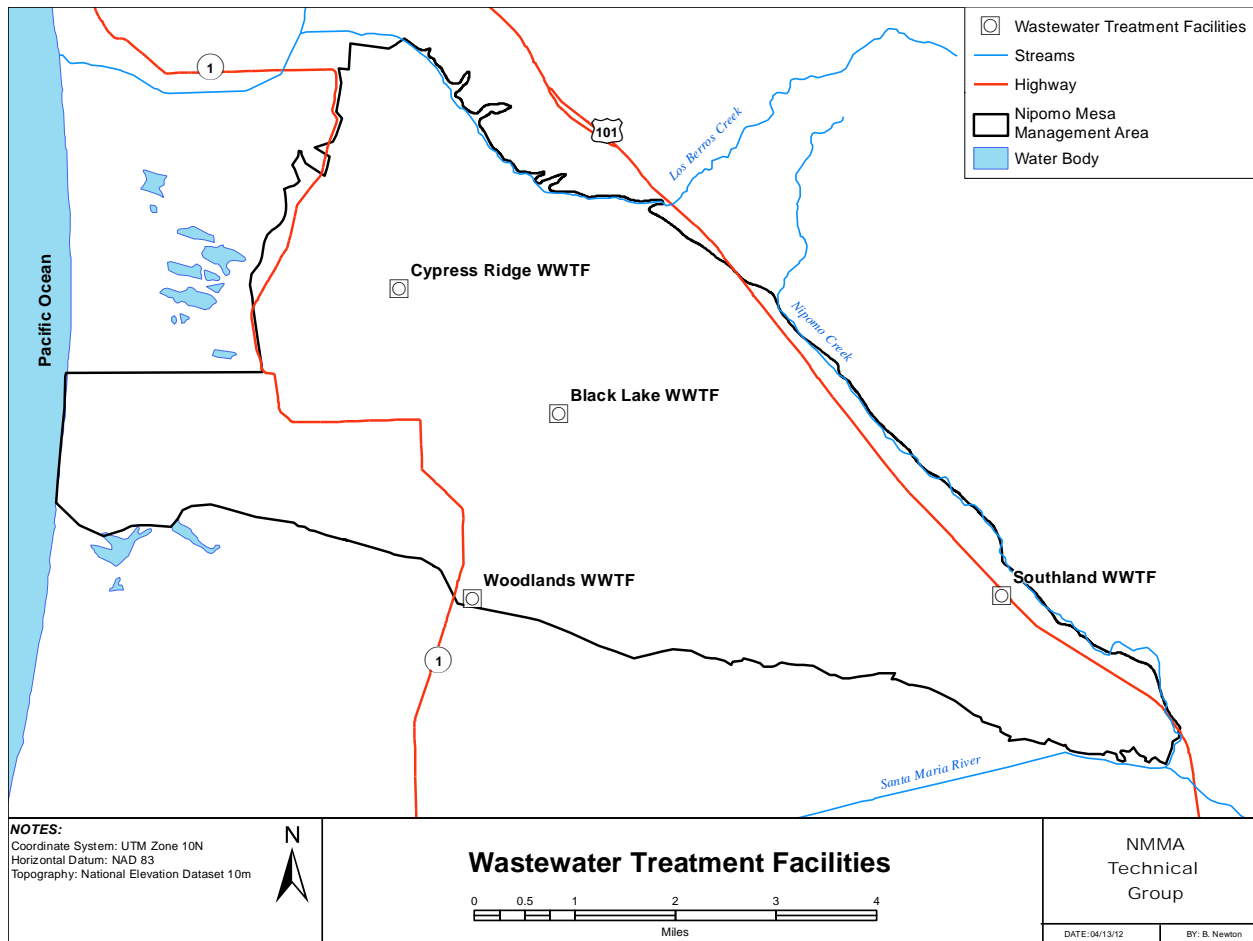 Wastewater Treatment Facilities
Streams
Highway
Nipomo Mesa
Management Area
Water Body
1
101
Los Berros Creek
Cypress Ridge WWTF
Nipomo Creek
Pacific Ocean
Black Lake WWTF
Woodlands WWTF
Southland WWTF
1
Santa Maria River
NOTES:
Coordinate System: UTM Zone 10N
Horizontal Datum: NAD 83
Topography: National Elevation Dataset 10m
N
Wastewater Treatment Facilities
0 0.5 1 2 3 4
Miles
NMMA
Technical
Group
DATE: 04/13/12 BY: B. Newton